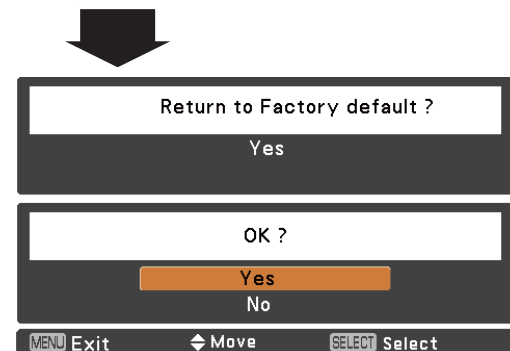 Return to Factory default ?
Yes
OK ?
Yes
No
MENU Exit Move SELECT Select